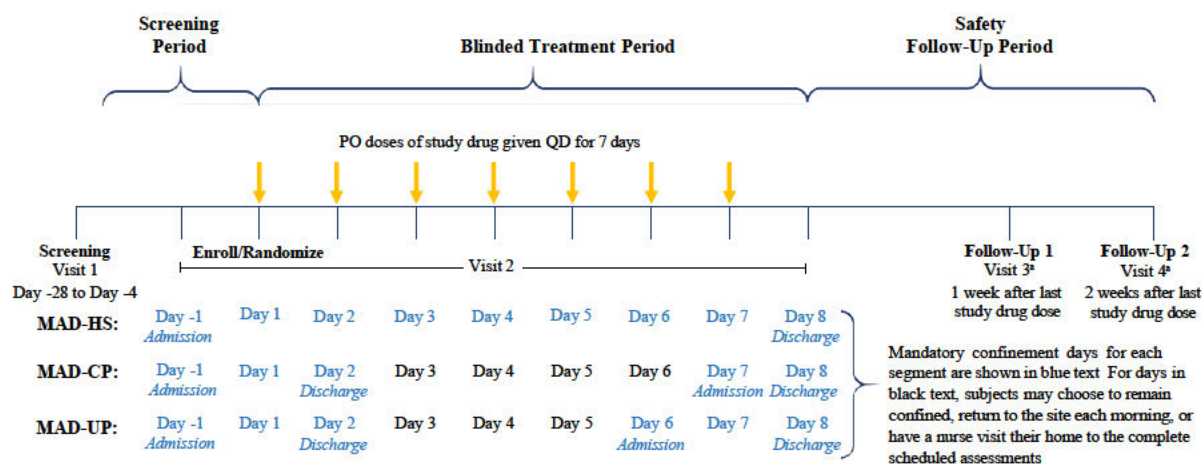 Screening
Period
Blinded Treatment Period
Safety
Follow-Up Period
PO doses of study drug given QD for 7 days
Screening
Visit 1
Day -28 to Day -4
Enroll/Randomize
Visit 2
Follow-Up 1
Visit 3ª
1 week after last
study drug dose
Follow-Up 2
Visit 4ª
2 weeks after last
study drug dose
MAD-HS: Day -1 Day 1 Day 2 Day 3 Day 4 Day 5 Day 6 Day 7 Day 8
Admission Discharge
MAD-CP: Day -1 Day 1 Day 2 Day 3 Day 4 Day 5 Day 6 Day 7 Day 8
Admission Discharge Admission Discharge
MAD-UP: Day -1 Day 1 Day 2 Day 3 Day 4 Day 5 Day 6 Day 7 Day 8
Admission Discharge Admission Discharge
Mandatory confinement days for each
segment are shown in blue text For days in
black text, subjects may choose to remain
confined, return to the site each morning, or
have a nurse visit their home to the complete
scheduled assessments